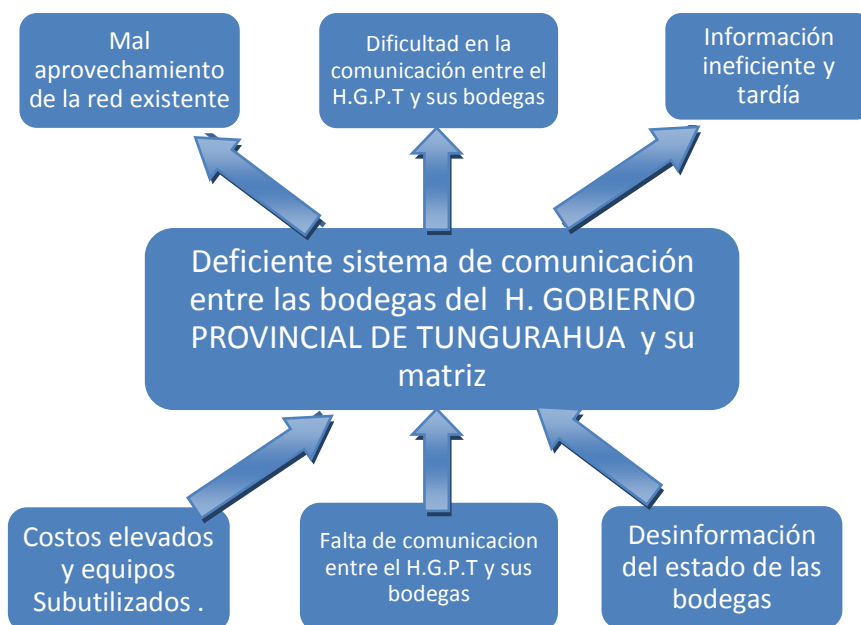 Mal
aprovechamiento
de la red existente
Dificultad en la
comunicación entre el
H.G.P.T y sus bodegas
Información
ineficiente y
tardía
Deficiente sistema de comunicación
entre las bodegas del H. GOBIERNO
PROVINCIAL DE TUNGURAHUA y su
matriz
Costos elevados
y equipos
Subutilizados .
Falta de comunicacion
entre el H.G.P.T y sus
bodegas
Desinformación
del estado de las
bodegas